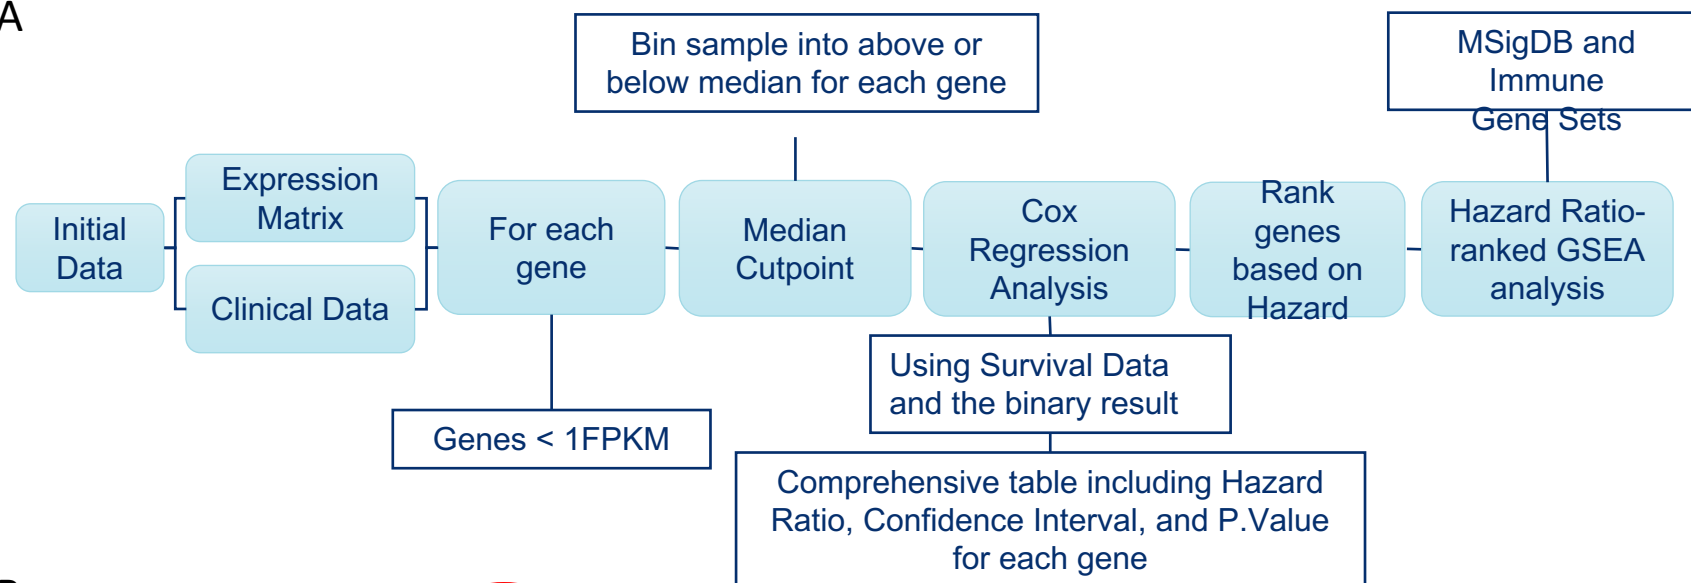 A
Bin sample into above or
below median for each gene
MSigDB and
Immune
Gene Sets
Initial
Data
Expression
Matrix
Clinical Data
For each
gene
Median
Cutpoint
Cox
Regression
Analysis
Rank
genes
based on
Hazard
Hazard Ratio-
ranked GSEA
analysis
Genes < 1FPKM
Using Survival Data
and the binary result
Comprehensive table including Hazard
Ratio, Confidence Interval, and P.Value
for each gene